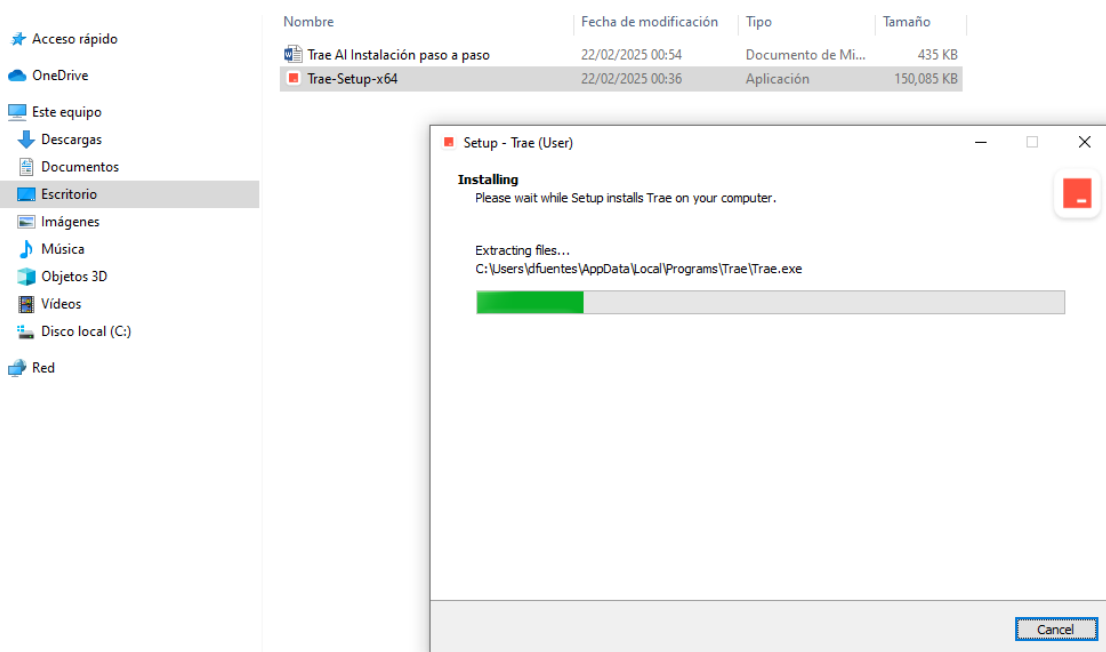 Nombre Fecha de modificación Tipo Tamaño
Acceso rápido
Trae AI Instalación paso a paso 22/02/2025 00:54 Documento de Mi... 435 KB
OneDrive
Trae-Setup-x64 22/02/2025 00:36 Aplicación 150,085 KB
Este equipo
Descargas
Documentos
Escritorio
Imágenes
Música
Objetos 3D
Vídeos
Disco local (C:)
Red
Setup - Trae (User)
Installing
Please wait while Setup installs Trae on your computer.
Extracting files...
C:\Users\dfuentes\AppData\Local\Programs\Trae\Trae.exe
Cancel